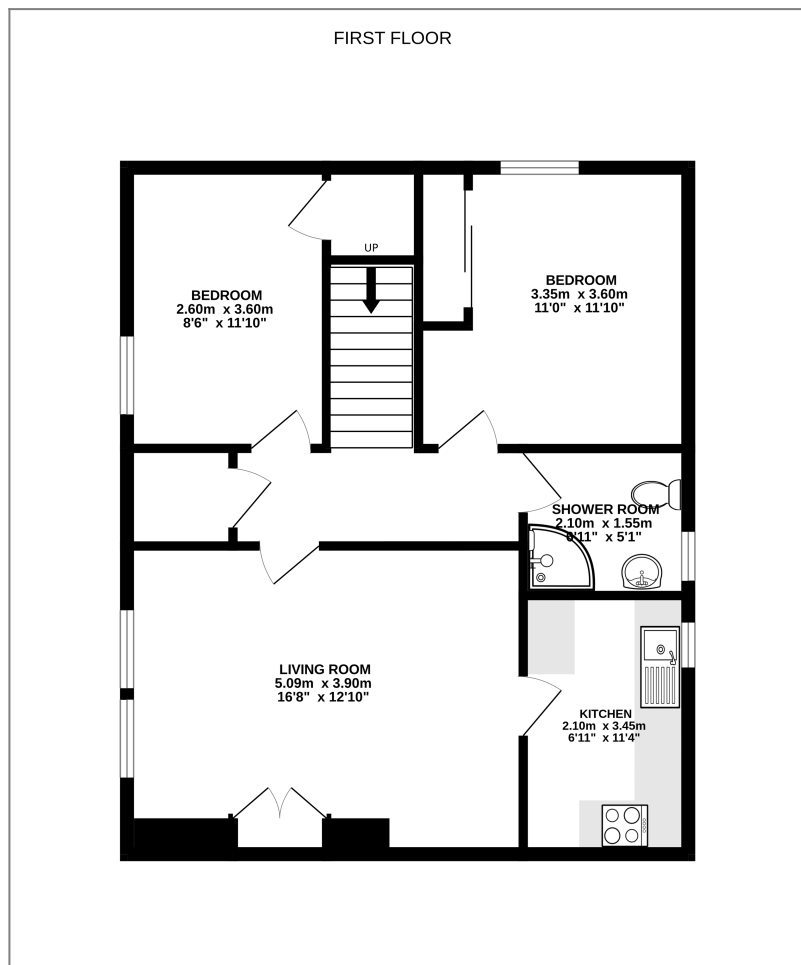 FIRST FLOOR
UP
BEDROOM
2.60m x 3.60m
8'6" x 11'10"
BEDROOM
3.35m x 3.60m
11'0" x 11'10"
SHOWER ROOM
2.10m x 1.55m
6'11" x 5'1"
LIVING ROOM
5.09m x 3.90m
16'8" x 12'10"
KITCHEN
2.10m x 3.45m
6'11" x 11'4"